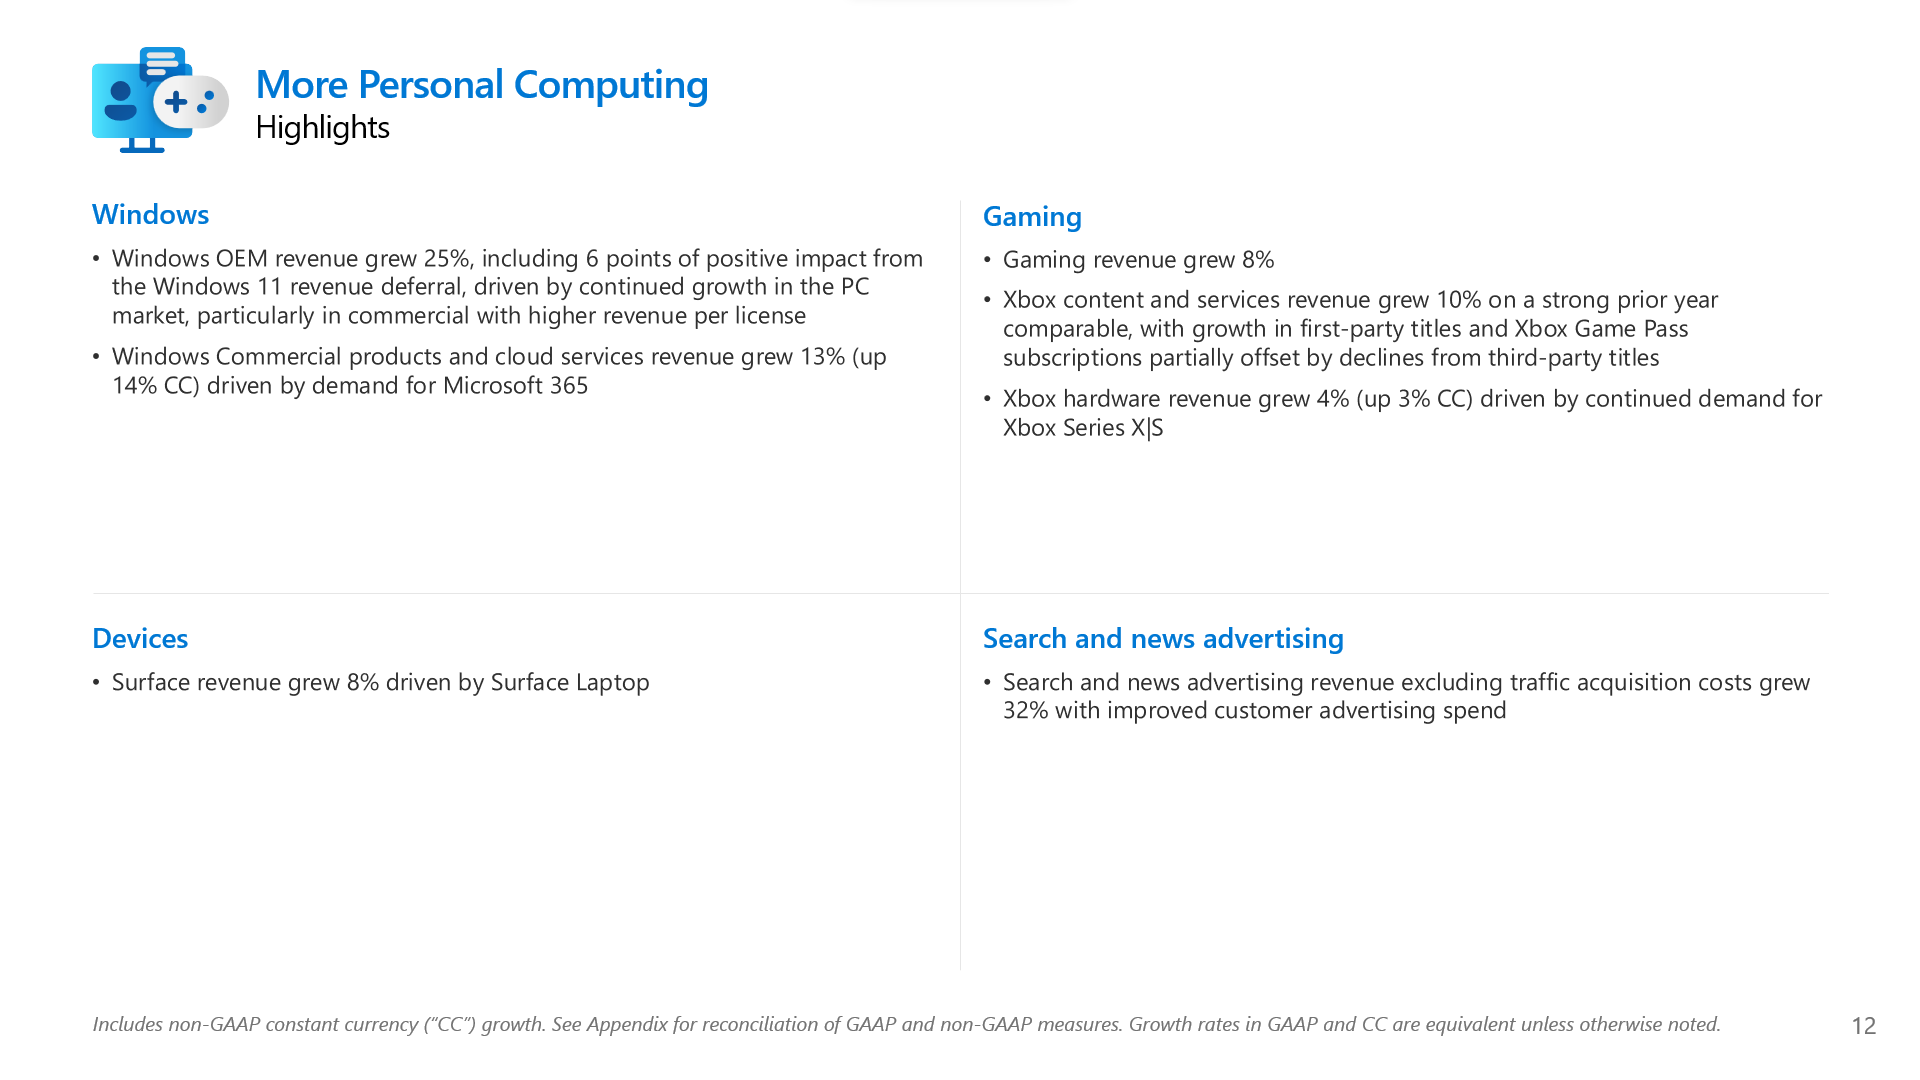 More Personal Computing
Highlights
Windows
• Windows OEM revenue grew 25%, including 6 points of positive impact from
the Windows 11 revenue deferral, driven by continued growth in the PC
market, particularly in commercial with higher revenue per license
• Windows Commercial products and cloud services revenue grew 13% (up
14% CC) driven by demand for Microsoft 365
Gaming
• Gaming revenue grew 8%
• Xbox content and services revenue grew 10% on a strong prior year
comparable, with growth in first-party titles and Xbox Game Pass
subscriptions partially offset by declines from third-party titles
• Xbox hardware revenue grew 4% (up 3% CC) driven by continued demand for
Xbox Series X|S
Devices
• Surface revenue grew 8% driven by Surface Laptop
Search and news advertising
• Search and news advertising revenue excluding traffic acquisition costs grew
32% with improved customer advertising spend
Includes non-GAAP constant currency (“CC”) growth. See Appendix for reconciliation of GAAP and non-GAAP measures. Growth rates in GAAP and CC are equivalent unless otherwise noted.
12